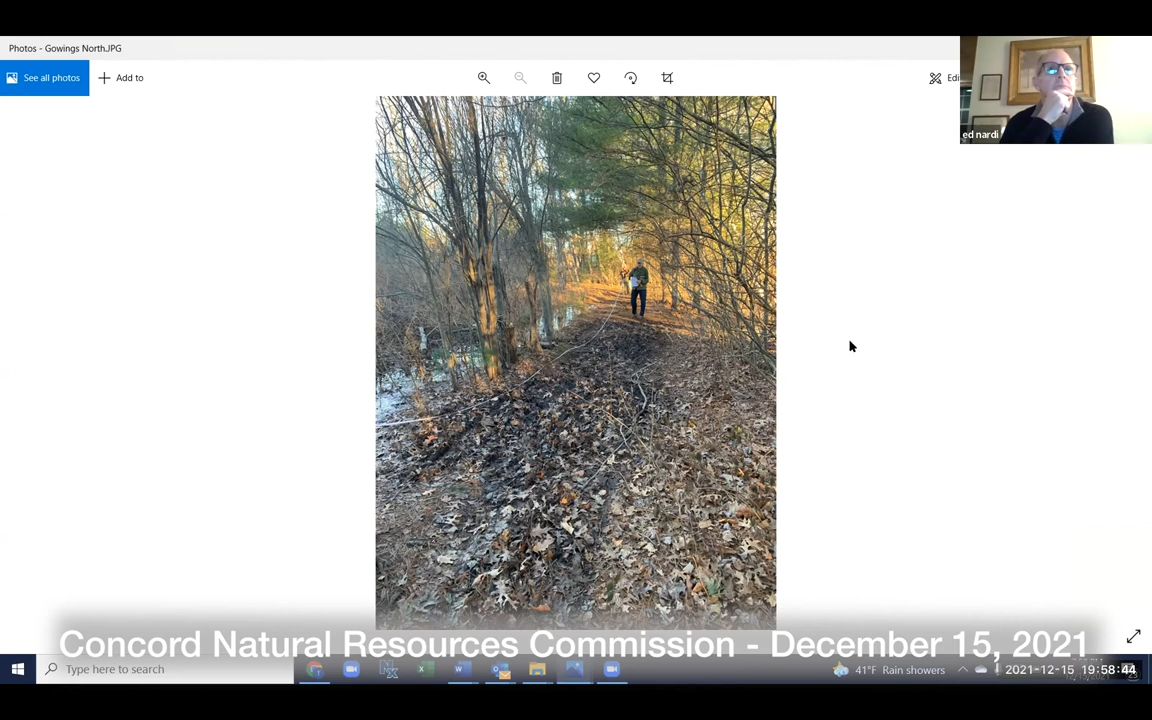 Photos - Gowings North.JPG
See all photos
Add to
Edi
ed nardi
Concord Natural Resources Commission - December 15, 2021
Type here to search
41°F Rain showers
2021-12-15 19:58:44